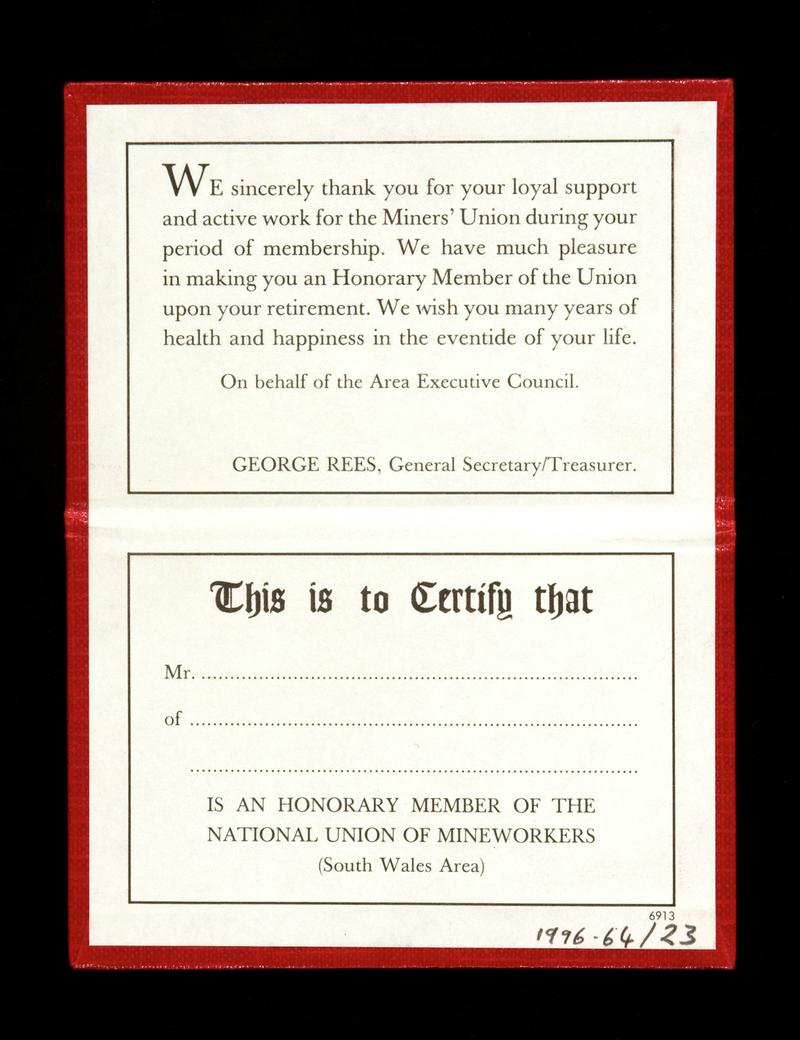 WE sincerely thank you for your loyal support
and active work for the Miners' Union during your
period of membership. We have much pleasure
in making you an Honorary Member of the Union
upon your retirement. We wish you many years of
health and happiness in the eventide of your life.
On behalf of the Area Executive Council.
GEORGE REES, General Secretary/Treasurer.
This is to Certify that
Mr. ........................................................................
of ........................................................................
........................................................................
IS AN HONORARY MEMBER OF THE
NATIONAL UNION OF MINEWORKERS
(South Wales Area)
6913
1996-64/23